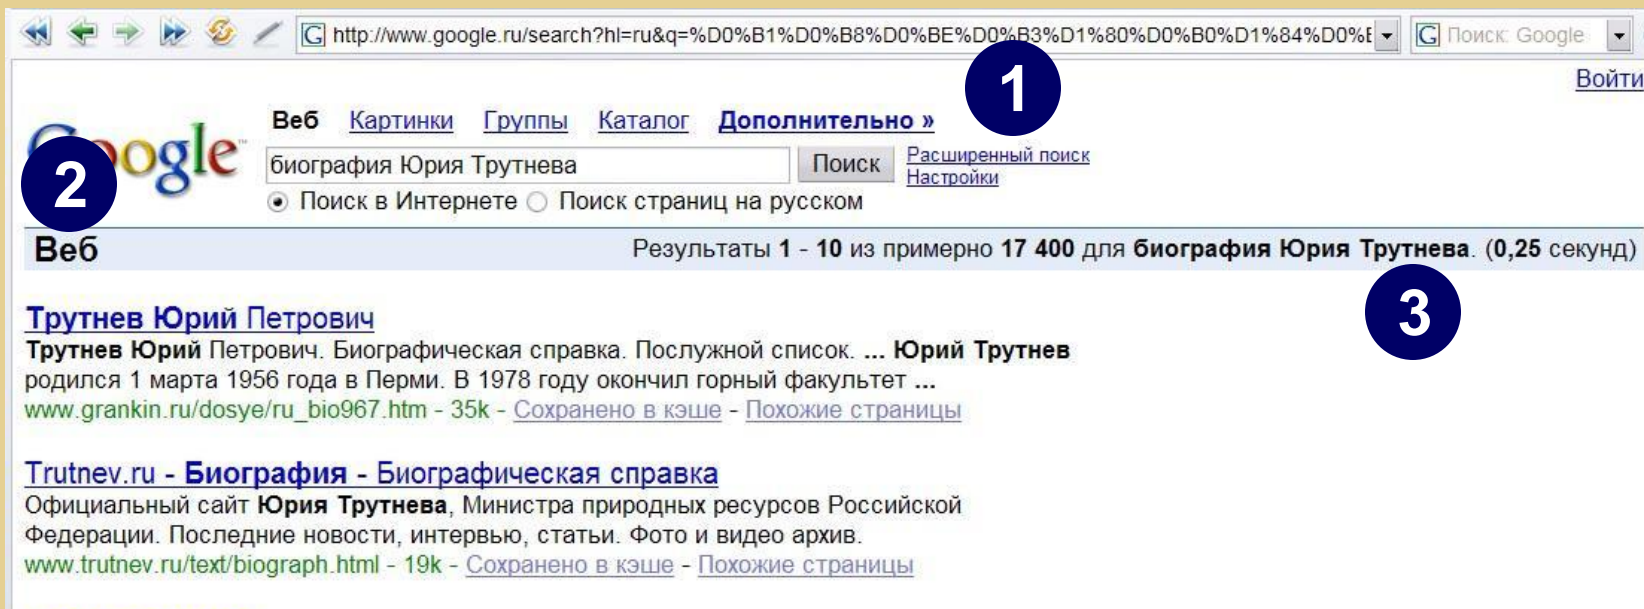 http://www.google.ru/search?hl=ru&q=%D0%B1%D0%B8%D0%BE%D0%B3%D1%80%D0%B0%D1%84%D0%E
Поиск: Google
1
Войти
Веб Картинки Группы Каталог Дополнительно »
Google
2
биография Юрия Трутнева Поиск Расширенный поиск
Настройки
Поиск в Интернете Поиск страниц на русском
Веб Результаты 1 - 10 из примерно 17 400 для биография Юрия Трутнева. (0,25 секунд)
3
Трутнев Юрий Петрович
Трутнев Юрий Петрович. Биографическая справка. Послужной список. ... Юрий Трутнев
родился 1 марта 1956 года в Перми. В 1978 году окончил горный факультет ...
www.grankin.ru/dosye/ru_bio967.htm - 35k - Сохранено в кэше - Похожие страницы
Trutnev.ru - Биография - Биографическая справка
Официальный сайт Юрия Трутнева, Министра природных ресурсов Российской
Федерации. Последние новости, интервью, статьи. Фото и видео архив.
www.trutnev.ru/text/biograph.html - 19k - Сохранено в кэше - Похожие страницы